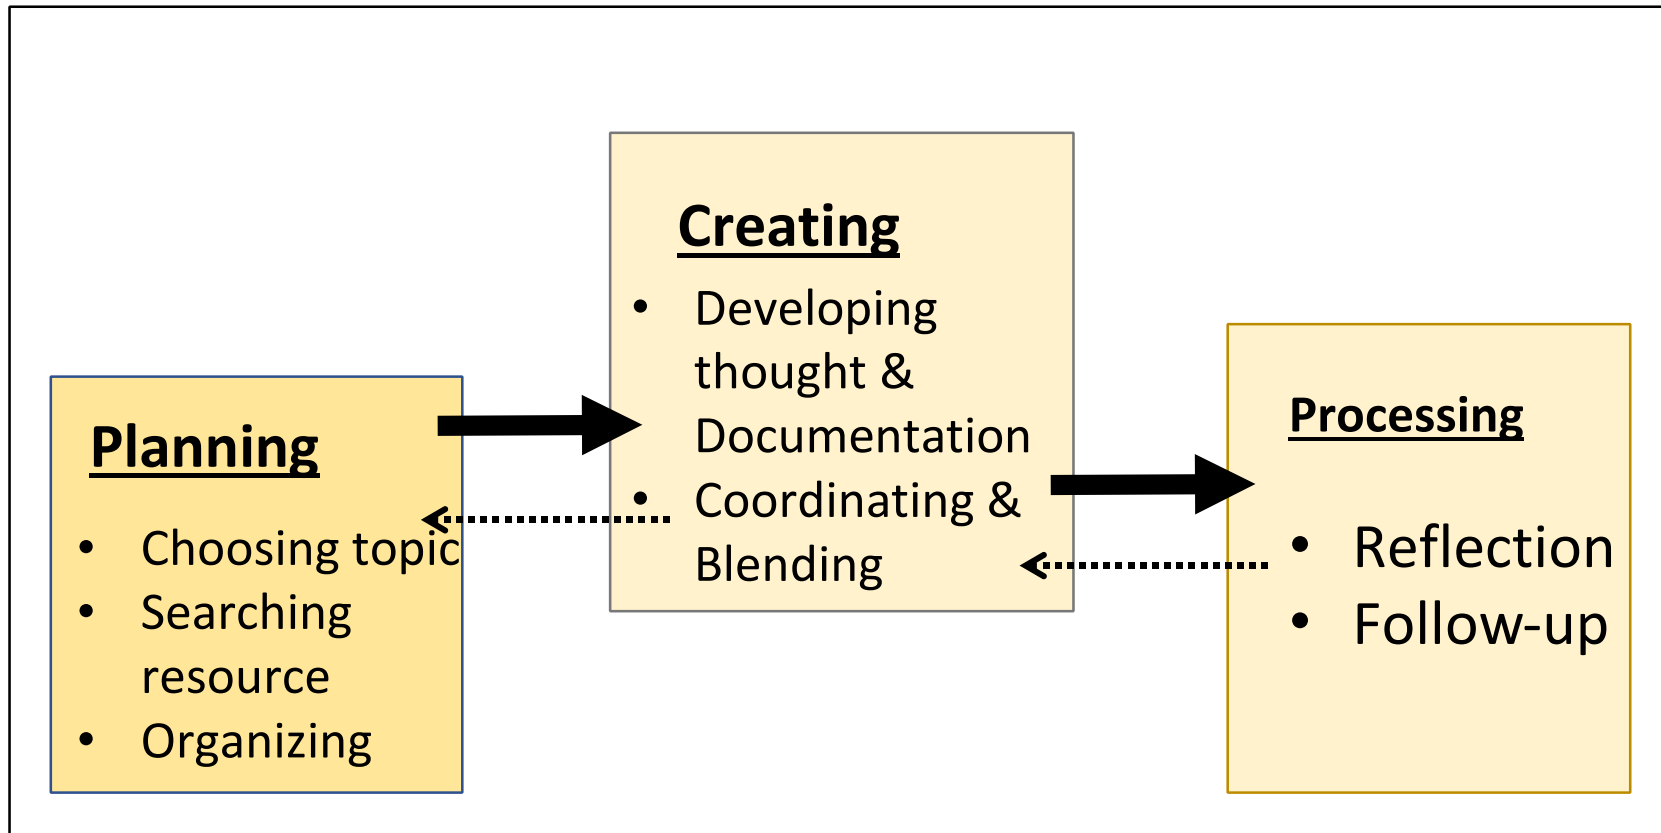 Planning
• Choosing topic
• Searching
resource
• Organizing
Creating
• Developing
thought &
Documentation
• Coordinating &
Blending
Processing
• Reflection
• Follow-up